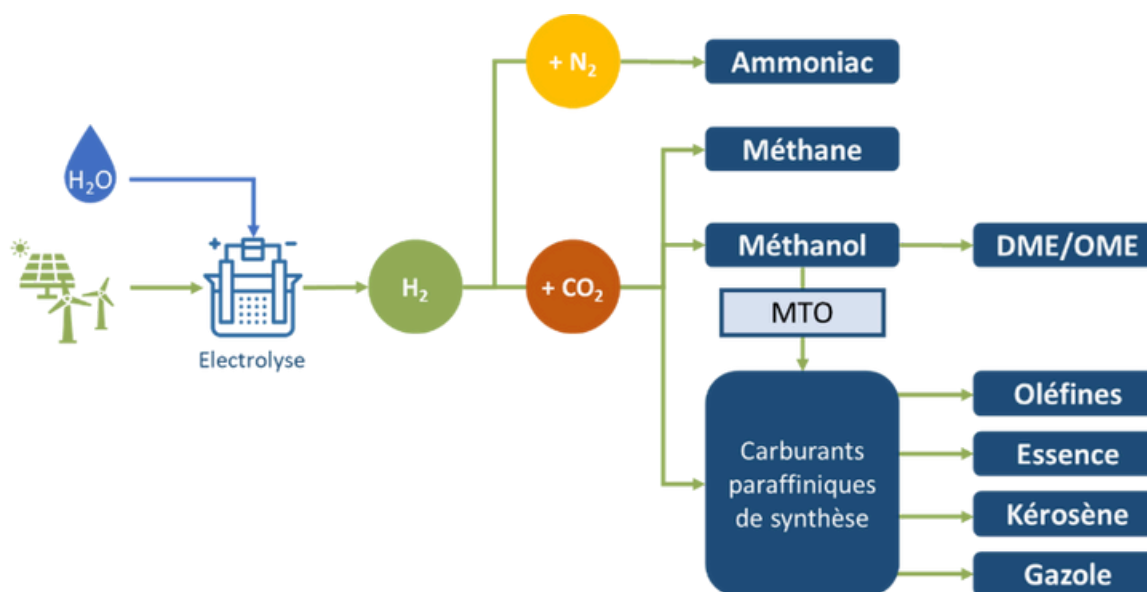 + N₂
Ammoniac
H₂O
Méthane
+ −
Méthanol
DME/OME
H₂
+ CO₂
MTO
Electrolyse
Oléfines
Carburants
paraffiniques
de synthèse
Essence
Kérosène
Gazole